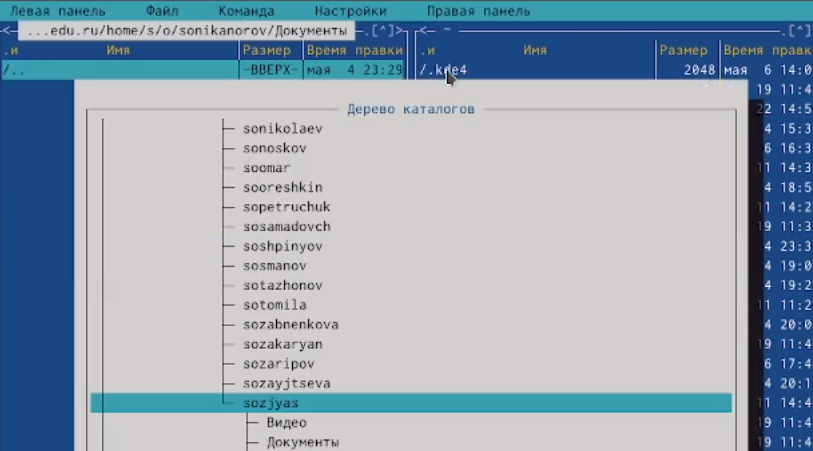 Левая панель Файл Команда Настройки Правая панель
<— ...edu.ru/home/s/o/sonikanorov/Документы —.[^]> <— ~ —.[^]
.и Имя Размер Время правки .и Имя Размер Время правк
/.. -ВВЕРХ- мая 4 23:29 /.kde4 2048 мая 6 14:0
19 11:4
Дерево каталогов 22 14:5
sonikolaev 4 15:3
sonoskov 6 16:3
soomar 11 14:3
sooreshkin 4 18:5
sopetruchuk 11 14:2
sosamadovch 19 11:3
soshpinyov 4 23:3
sosmanov 4 19:0
sotazhonov 4 19:2
sotomila 11 11:2
sozabnenkova 4 20:0
sozakaryan 19 11:4
sozaripov 6 17:4
sozayjtseva 4 20:1
sozjyas 11 14:4
Видео 19 11:4
Документы 19 11:4